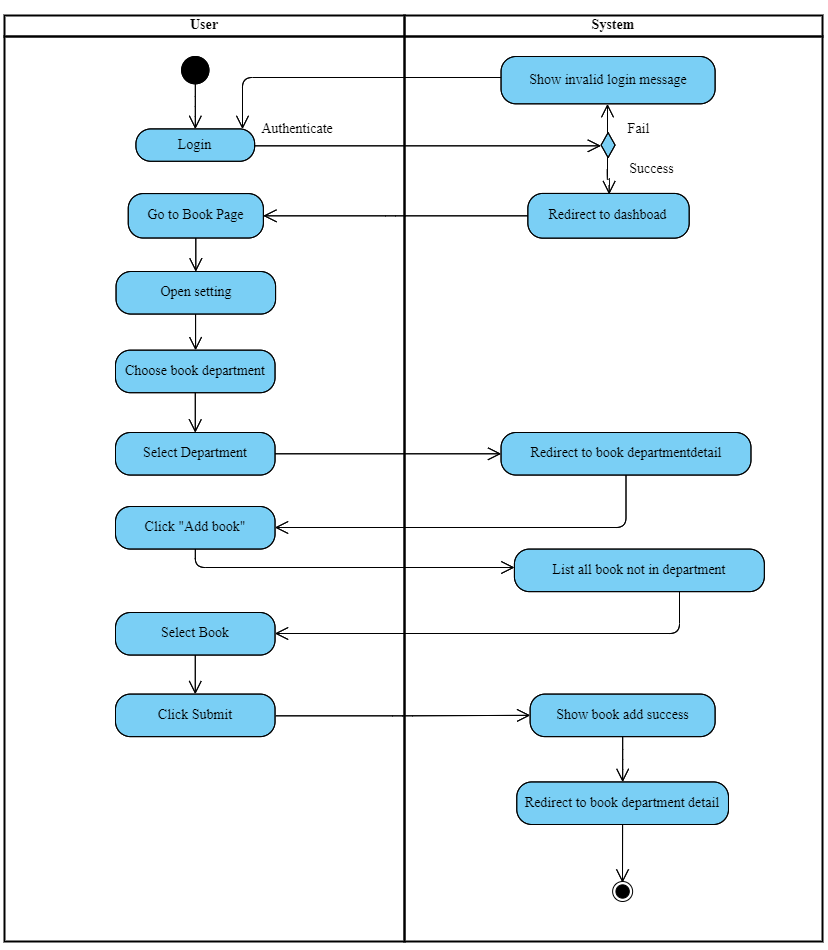 User
System
Show invalid login message
Authenticate
Fail
Login
Success
Go to Book Page
Redirect to dashboad
Open setting
Choose book department
Select Department
Redirect to book departmentdetail
Click "Add book"
List all book not in department
Select Book
Click Submit
Show book add success
Redirect to book department detail